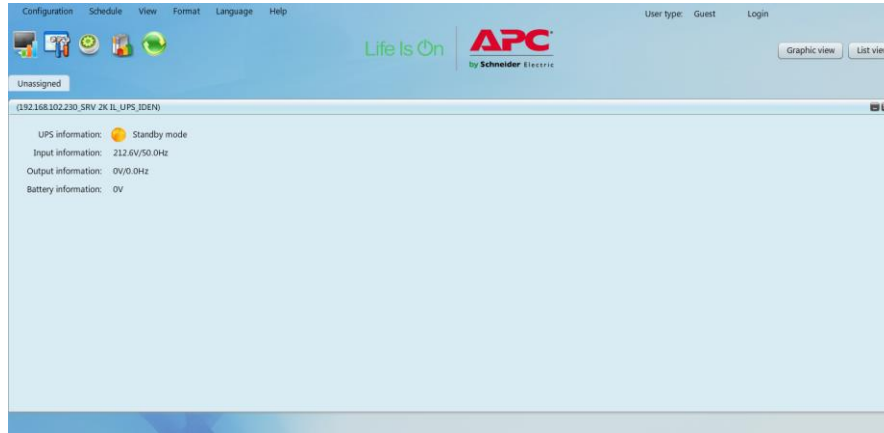 Configuration Schedule View Format Language Help
User type: Guest Login
Life Is On
APC
by Schneider Electric
Graphic view
List vie
Unassigned
(192.168.102.230_SRV 2K IL_UPS_IDEN)
UPS information: Standby mode
Input information: 212.6V/50.0Hz
Output information: 0V/0.0Hz
Battery information: 0V